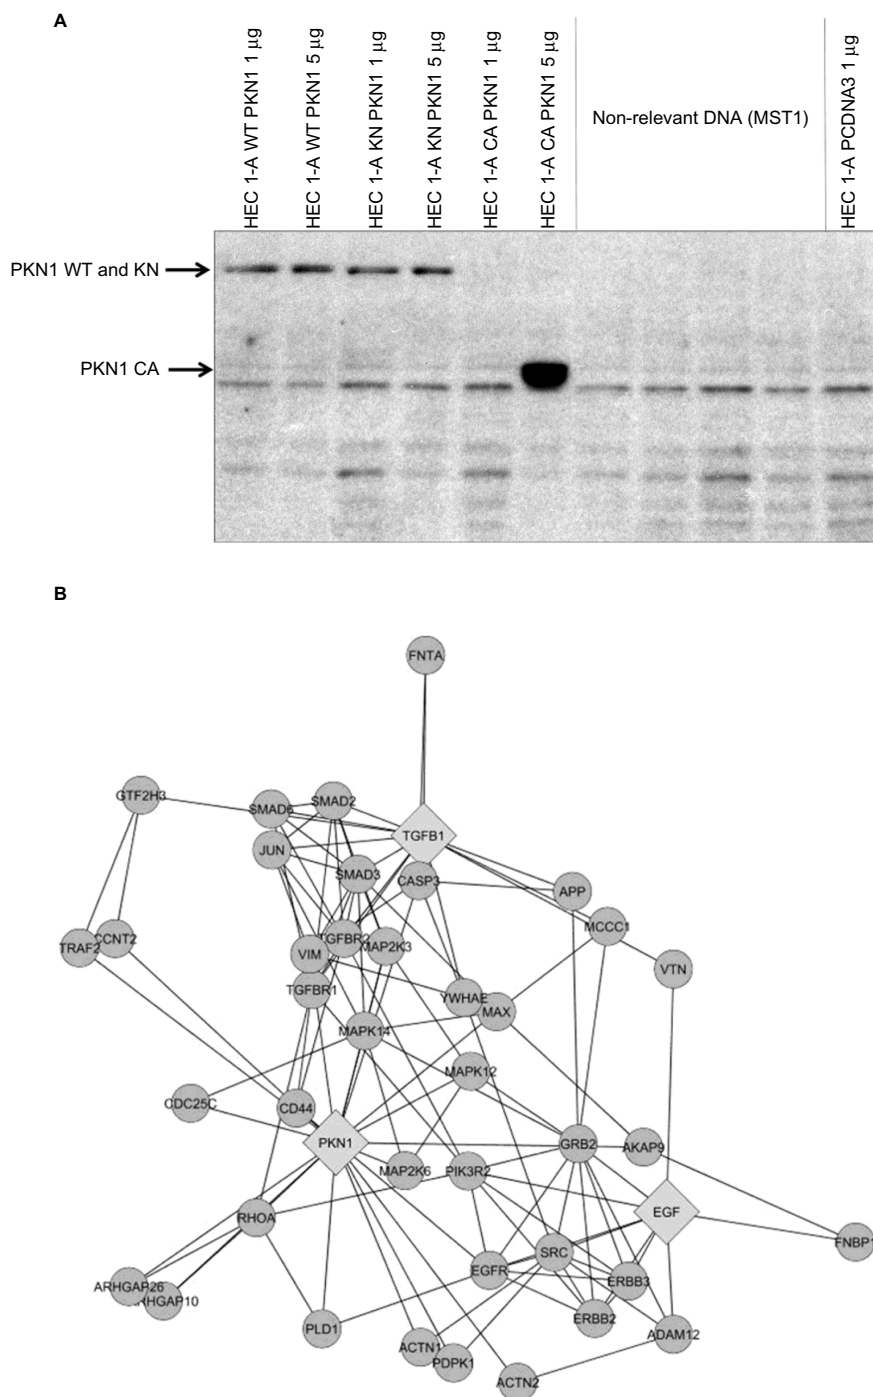 A
HEC 1-A WT PKN1 1 µg
HEC 1-A WT PKN1 5 µg
HEC 1-A KN PKN1 1 µg
HEC 1-A KN PKN1 5 µg
HEC 1-A CA PKN1 1 µg
HEC 1-A CA PKN1 5 µg
Non-relevant DNA (MST1)
HEC 1-A PCDNA3 1 µg
PKN1 WT and KN
PKN1 CA
B
FNTA
GTF2H3
SMAD6
SMAD2
TGFB1
JUN
SMAD3
CASP3
APP
MCCC1
TRAF2
CCNT2
VIM
TGFBR2
MAP2K3
VTN
TGFBR1
YWHAE
MAX
MAPK14
MAPK12
CDC25C
CD44
PKN1
GRB2
AKAP9
MAP2K6
PIK3R2
RHOA
EGF
FNBP1
SRC
EGFR
ERBB3
ARHGAP26
RHGAP10
ERBB2
PLD1
ADAM12
ACTN1
PDPK1
ACTN2